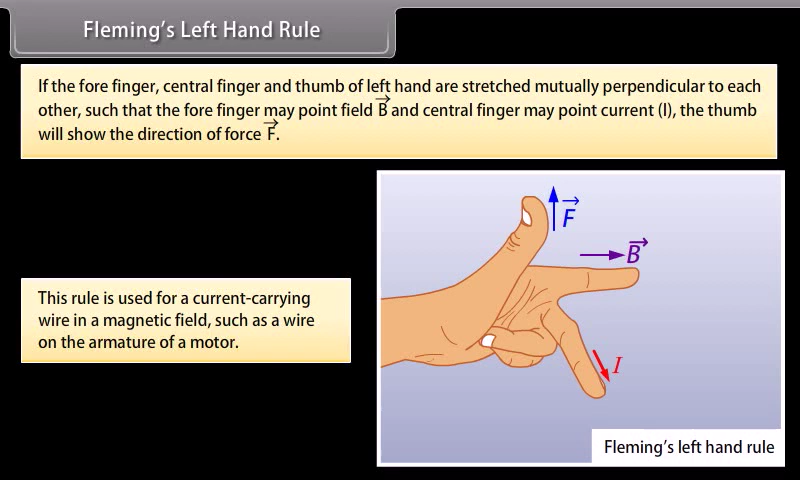 Fleming's Left Hand Rule
If the fore finger, central finger and thumb of left hand are stretched mutually perpendicular to each
other, such that the fore finger may point field B⃗ and central finger may point current (I), the thumb
will show the direction of force F⃗.
F⃗
B⃗
This rule is used for a current-carrying
wire in a magnetic field, such as a wire
on the armature of a motor.
I
Fleming's left hand rule